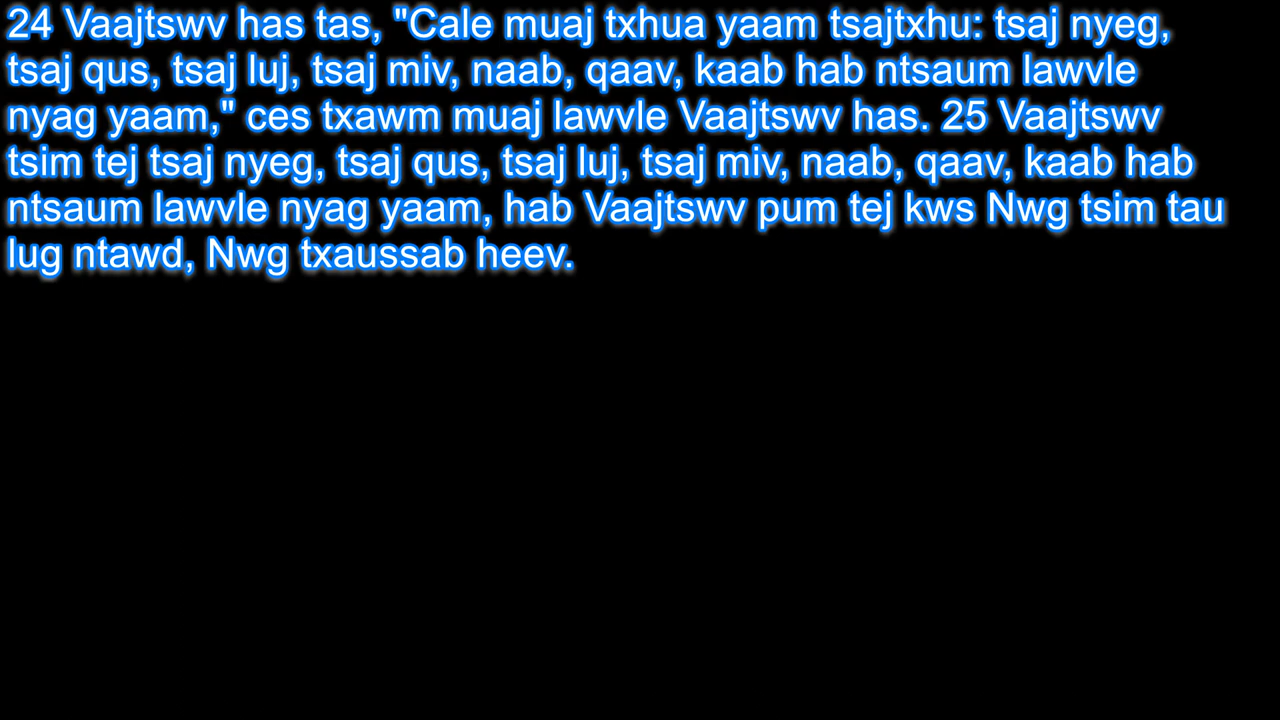 24 Vaajtswv has tas, "Cale muaj txhua yaam tsajtxhu: tsaj nyeg,
tsaj qus, tsaj luj, tsaj miv, naab, qaav, kaab hab ntsaum lawvle
nyag yaam," ces txawm muaj lawvle Vaajtswv has. 25 Vaajtswv
tsim tej tsaj nyeg, tsaj qus, tsaj luj, tsaj miv, naab, qaav, kaab hab
ntsaum lawvle nyag yaam, hab Vaajtswv pum tej kws Nwg tsim tau
lug ntawd, Nwg txaussab heev.